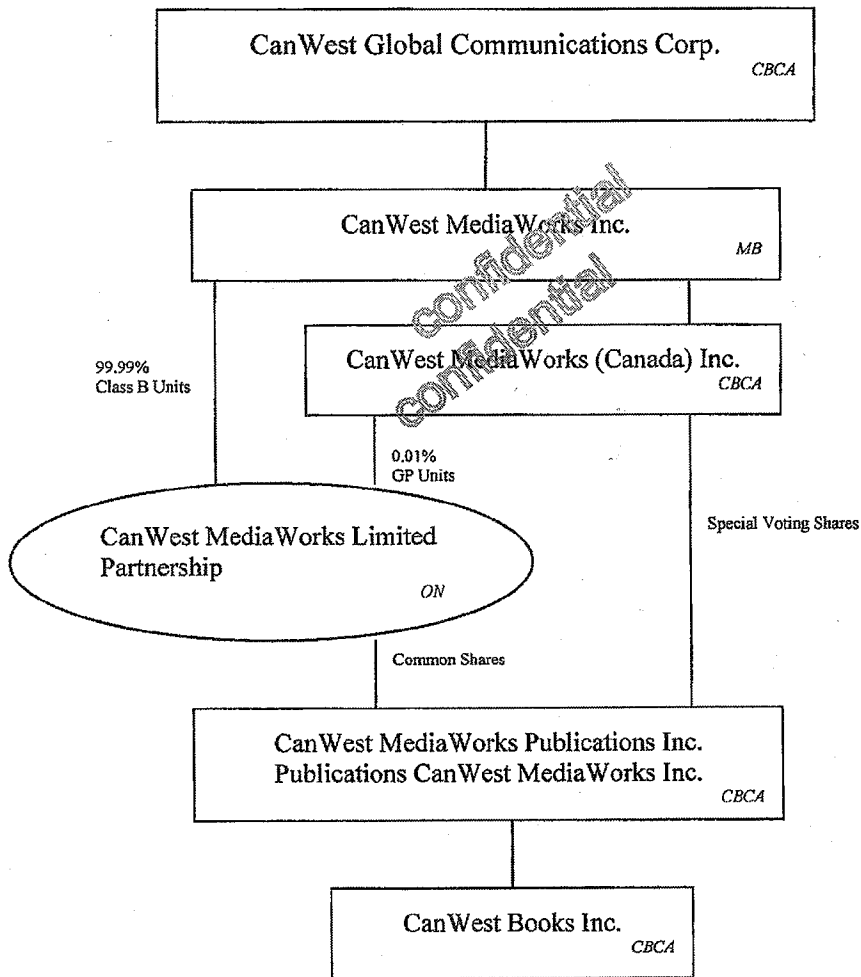 CanWest Global Communications Corp.
CBCA
CanWest MediaWorks Inc.
MB
confidential
confidential
CanWest MediaWorks (Canada) Inc.
CBCA
99.99%
Class B Units
0.01%
GP Units
Special Voting Shares
CanWest MediaWorks Limited
Partnership
ON
Common Shares
CanWest MediaWorks Publications Inc.
Publications CanWest MediaWorks Inc.
CBCA
CanWest Books Inc.
CBCA